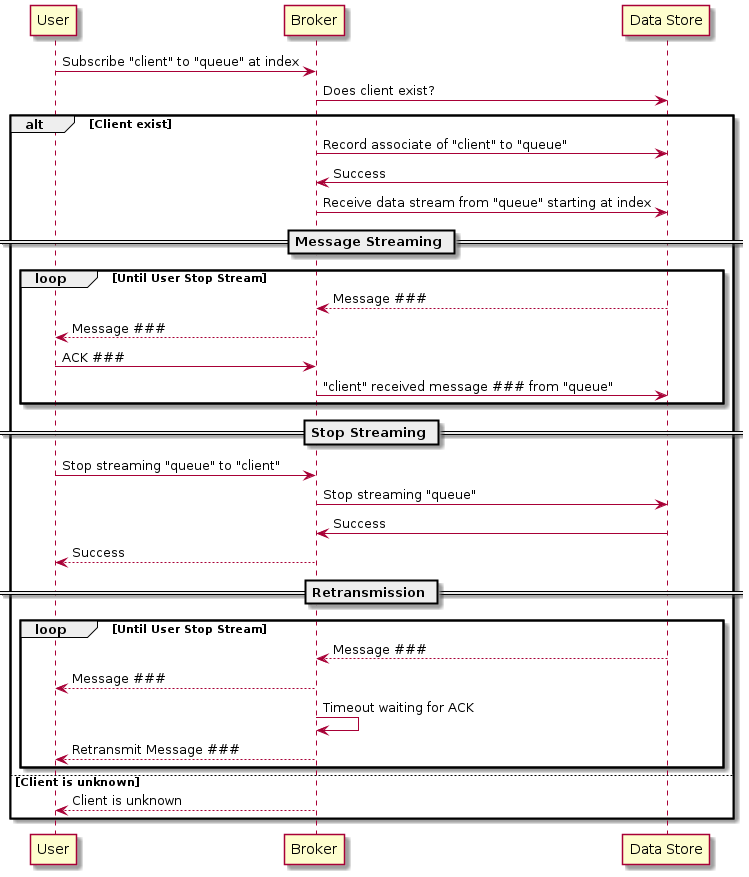 User
Broker
Data Store
Subscribe "client" to "queue" at index
Does client exist?
alt
[Client exist]
Record associate of "client" to "queue"
Success
Receive data stream from "queue" starting at index
Message Streaming
loop
[Until User Stop Stream]
Message ###
Message ###
ACK ###
"client" received message ### from "queue"
Stop Streaming
Stop streaming "queue" to "client"
Stop streaming "queue"
Success
Success
Retransmission
loop
[Until User Stop Stream]
Message ###
Message ###
Timeout waiting for ACK
Retransmit Message ###
[Client is unknown]
Client is unknown
User
Broker
Data Store